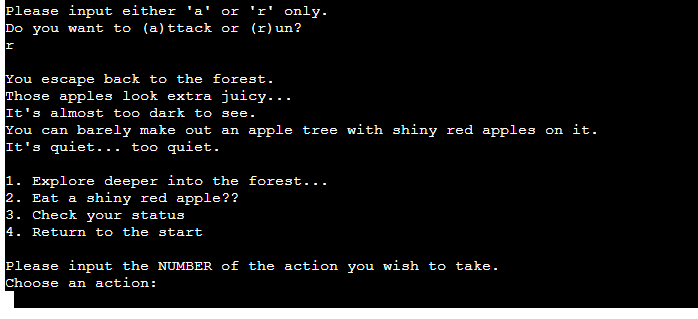 Please input either 'a' or 'r' only.
Do you want to (a)ttack or (r)un?
r
You escape back to the forest.
Those apples look extra juicy...
It's almost too dark to see.
You can barely make out an apple tree with shiny red apples on it.
It's quiet... too quiet.
1. Explore deeper into the forest...
2. Eat a shiny red apple??
3. Check your status
4. Return to the start
Please input the NUMBER of the action you wish to take.
Choose an action: